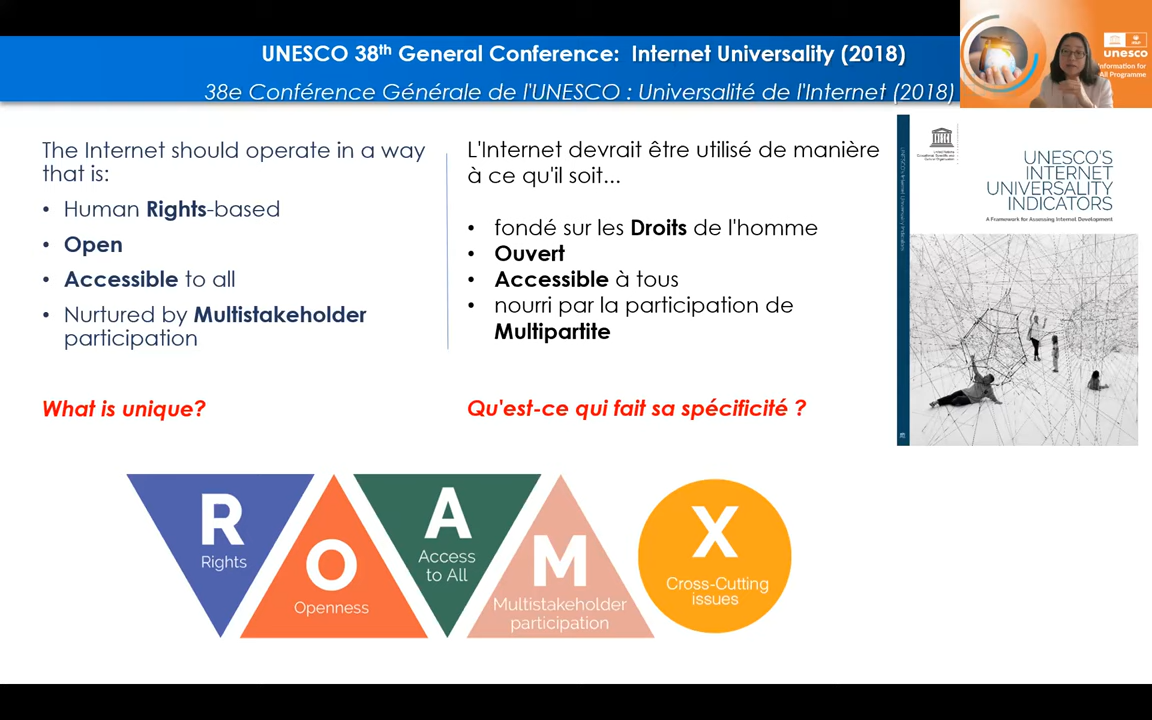 UNESCO 38th General Conference: Internet Universality (2018)
38e Conférence Générale de l'UNESCO : Universalité de l'Internet (2018)
unesco
Information for
All Programme
The Internet should operate in a way
that is:
• Human Rights-based
• Open
• Accessible to all
• Nurtured by Multistakeholder
participation
What is unique?
L'Internet devrait être utilisé de manière
à ce qu'il soit...
• fondé sur les Droits de l'homme
• Ouvert
• Accessible à tous
• nourri par la participation de
Multipartite
Qu'est-ce qui fait sa spécificité ?
UNESCO'S
INTERNET
UNIVERSALITY
INDICATORS
A Framework for Assessing Internet Development
R
Rights
O
Openness
A
Access
to All
M
Multistakeholder
participation
X
Cross-Cutting
issues